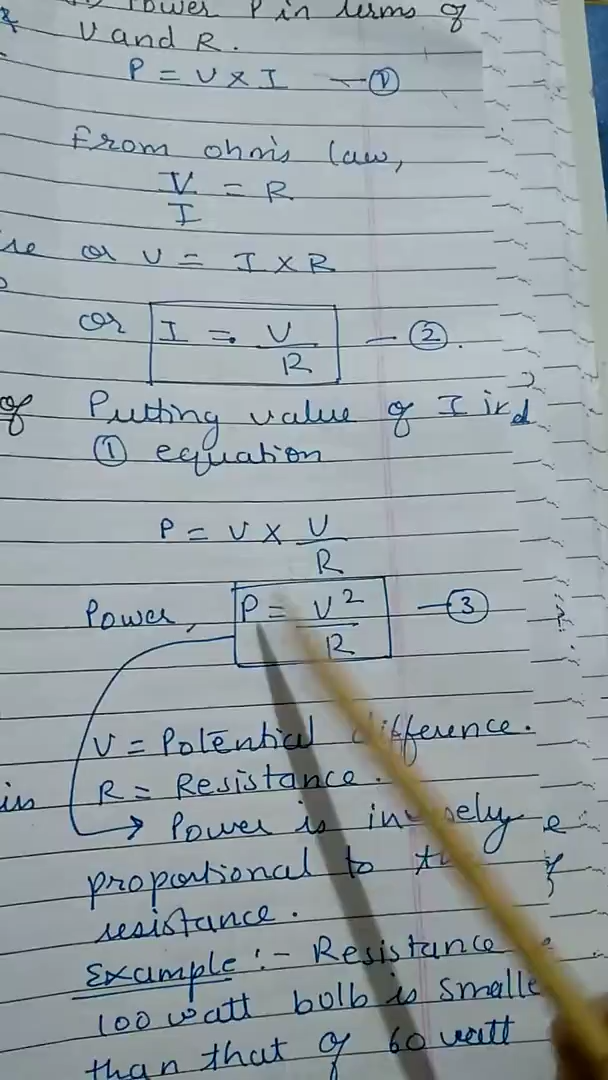 Power P in terms of
V and R.
P = V × I — ①
From ohm's law,
V/I = R
or V = I × R
or I = V/R — ②.
of Putting value of I in
① equation
P = V × V/R
Power, P = V²/R — ③
V = Potential difference.
in R = Resistance.
→ Power is
proportional to
resistance.
Example :- Resistance
100 watt bulb is smalle
than that of 60 watt